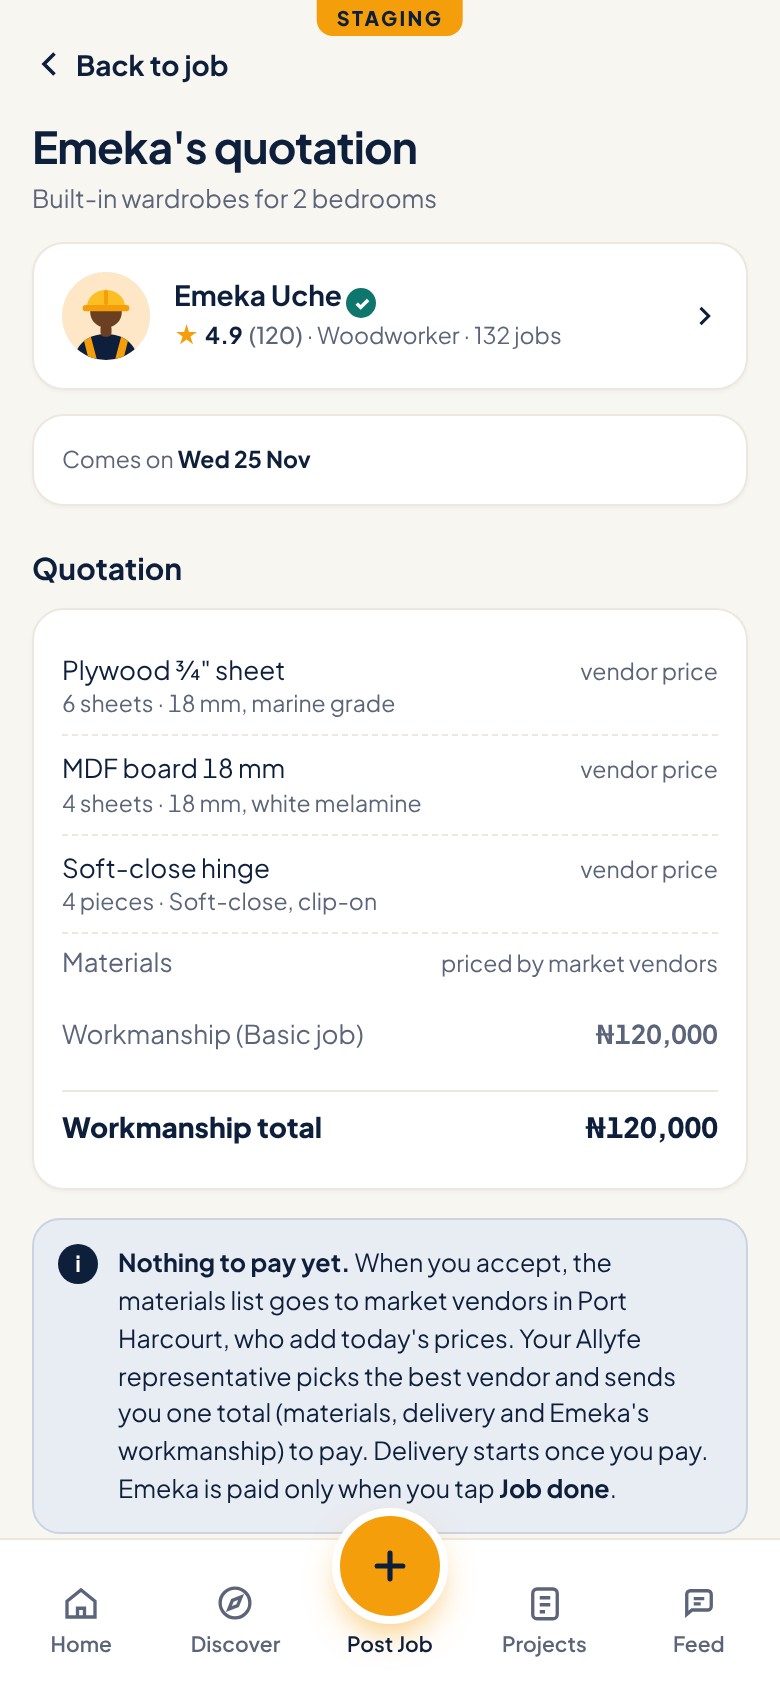 STAGING
Back to job
Emeka's quotation
Built-in wardrobes for 2 bedrooms
Emeka Uche
★ 4.9 (120) · Woodworker · 132 jobs
Comes on Wed 25 Nov
Quotation
Plywood ¾" sheet vendor price
6 sheets · 18 mm, marine grade
MDF board 18 mm vendor price
4 sheets · 18 mm, white melamine
Soft-close hinge vendor price
4 pieces · Soft-close, clip-on
Materials priced by market vendors
Workmanship (Basic job) ₦120,000
Workmanship total ₦120,000
i Nothing to pay yet. When you accept, the
materials list goes to market vendors in Port
Harcourt, who add today's prices. Your Allyfe
representative picks the best vendor and sends
you one total (materials, delivery and Emeka's
workmanship) to pay. Delivery starts once you pay.
Emeka is paid only when you tap Job done.
Home Discover Post Job Projects Feed